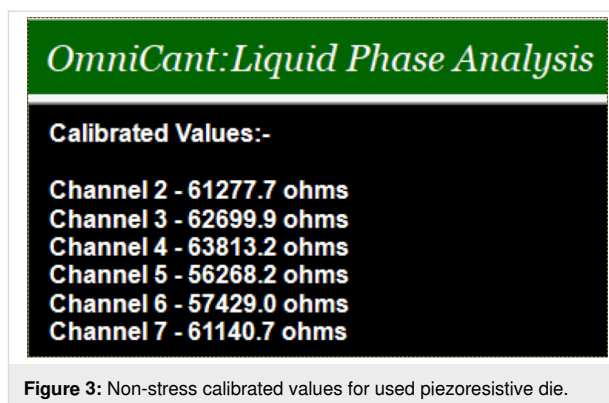 OmniCant:Liquid Phase Analysis
Calibrated Values:-
Channel 2 - 61277.7 ohms
Channel 3 - 62699.9 ohms
Channel 4 - 63813.2 ohms
Channel 5 - 56268.2 ohms
Channel 6 - 57429.0 ohms
Channel 7 - 61140.7 ohms
Figure 3: Non-stress calibrated values for used piezoresistive die.